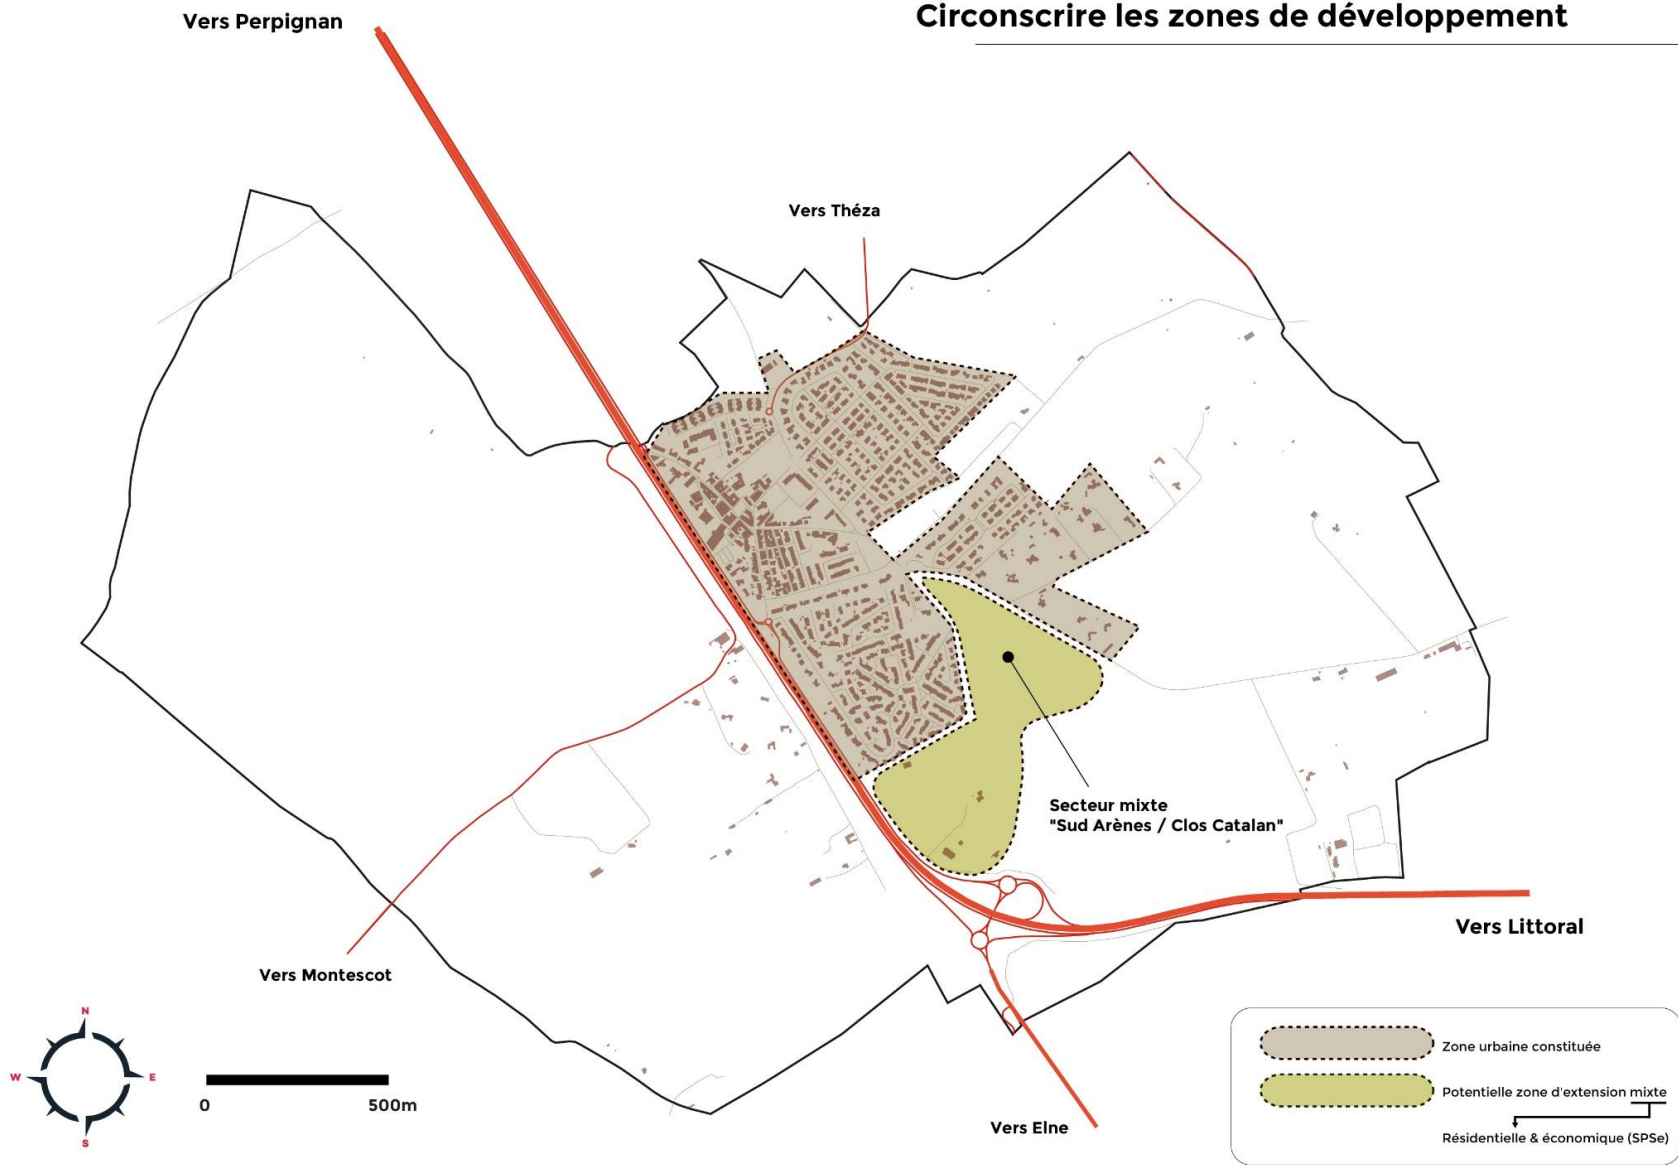 Circonscrire les zones de développement
Vers Perpignan
Vers Théza
Secteur mixte
"Sud Arènes / Clos Catalan"
Vers Littoral
Vers Montescot
Vers Elne
N
W
E
S
0
500m
Zone urbaine constituée
Potentielle zone d'extension mixte
Résidentielle & économique (SPSe)